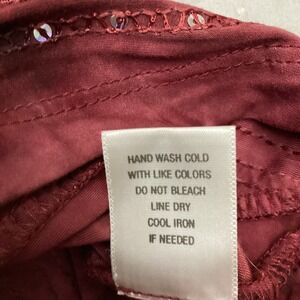 HAND WASH COLD
WITH LIKE COLORS
DO NOT BLEACH
LINE DRY
COOL IRON
IF NEEDED